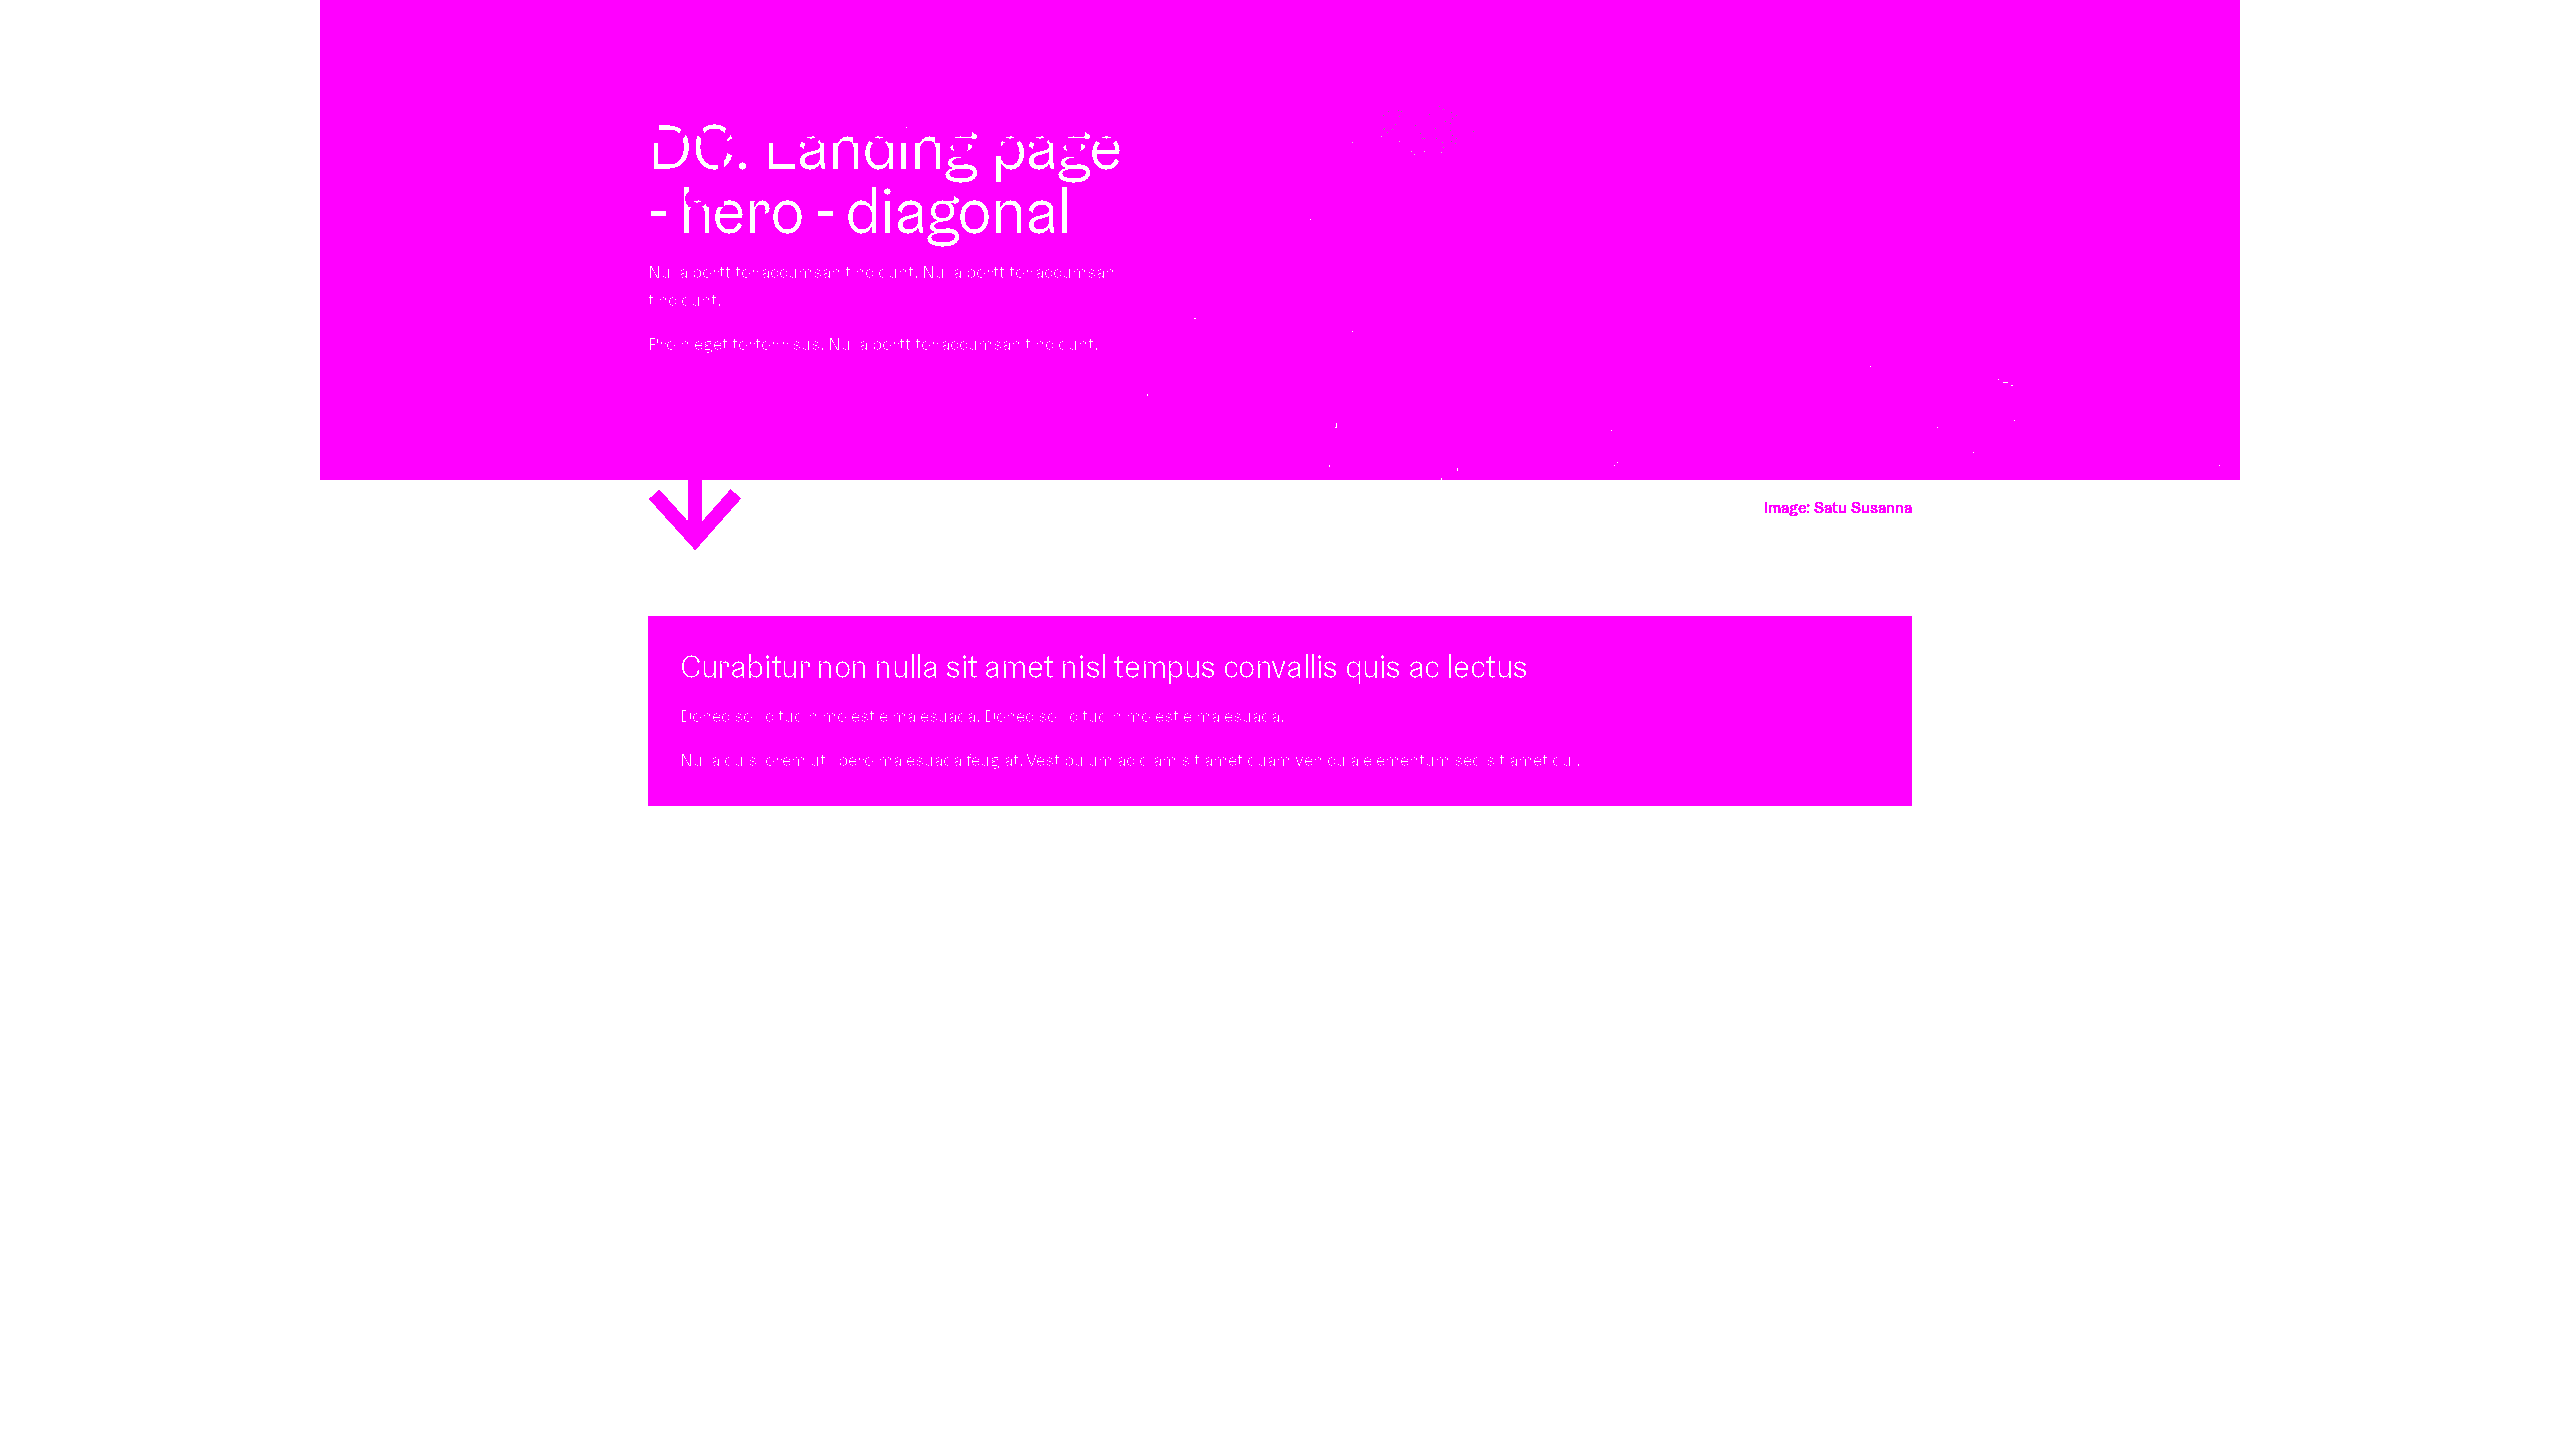 DC. Landing page
- hero - diagonal
Nulla porttitor accumsan tincidunt. Nulla porttitor accumsan
tincidunt.
Proin eget tortor risus. Nulla porttitor accumsan tincidunt.
Image: Satu Susanna
Curabitur non nulla sit amet nisl tempus convallis quis ac lectus
Donec sollicitudin molestie malesuada. Donec sollicitudin molestie malesuada.
Nulla quis lorem ut libero malesuada feugiat. Vestibulum ac diam sit amet quam vehicula elementum sed sit amet dui.